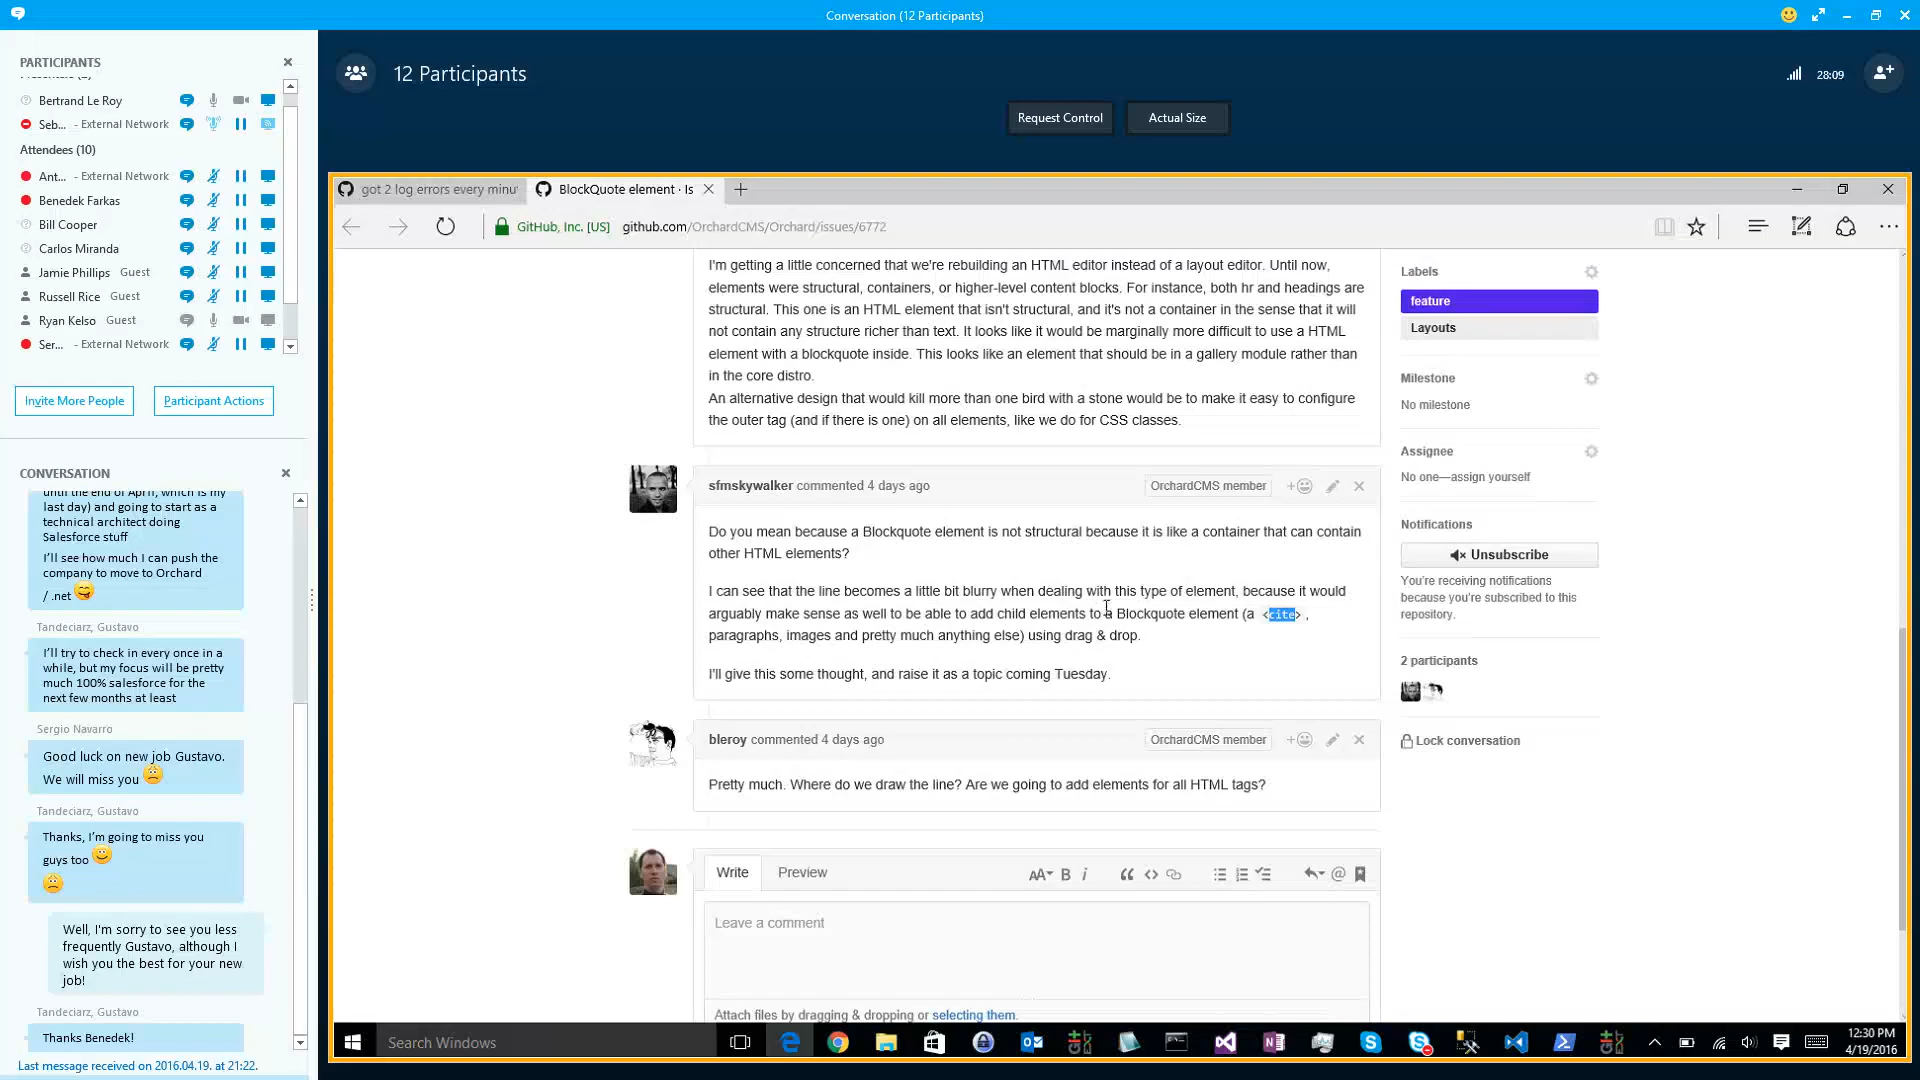 Conversation (12 Participants)
PARTICIPANTS
Bertrand Le Roy
Seb... - External Network
Attendees (10)
Ant... - External Network
Benedek Farkas
Bill Cooper
Carlos Miranda
Jamie Phillips Guest
Russell Rice Guest
Ryan Kelso Guest
Ser... - External Network
Invite More People
Participant Actions
CONVERSATION
until the end of April, which is my
last day) and going to start as a
technical architect doing
Salesforce stuff
I'll see how much I can push the
company to move to Orchard
/ .net
Tandeciarz, Gustavo
I'll try to check in every once in a
while, but my focus will be pretty
much 100% salesforce for the
next few months at least
Sergio Navarro
Good luck on new job Gustavo.
We will miss you
Tandeciarz, Gustavo
Thanks, I'm going to miss you
guys too
Well, I'm sorry to see you less
frequently Gustavo, although I
wish you the best for your new
job!
Tandeciarz, Gustavo
Thanks Benedek!
Last message received on 2016.04.19. at 21:22.
12 Participants
28:09
Request Control
Actual Size
got 2 log errors every minu
BlockQuote element · Is
GitHub, Inc. [US] github.com/OrchardCMS/Orchard/issues/6772
I'm getting a little concerned that we're rebuilding an HTML editor instead of a layout editor. Until now,
elements were structural, containers, or higher-level content blocks. For instance, both hr and headings are
structural. This one is an HTML element that isn't structural, and it's not a container in the sense that it will
not contain any structure richer than text. It looks like it would be marginally more difficult to use a HTML
element with a blockquote inside. This looks like an element that should be in a gallery module rather than
in the core distro.
An alternative design that would kill more than one bird with a stone would be to make it easy to configure
the outer tag (and if there is one) on all elements, like we do for CSS classes.
sfmskywalker commented 4 days ago
OrchardCMS member
Do you mean because a Blockquote element is not structural because it is like a container that can contain
other HTML elements?
I can see that the line becomes a little bit blurry when dealing with this type of element, because it would
arguably make sense as well to be able to add child elements to a Blockquote element (a <cite> ,
paragraphs, images and pretty much anything else) using drag & drop.
I'll give this some thought, and raise it as a topic coming Tuesday.
bleroy commented 4 days ago
OrchardCMS member
Pretty much. Where do we draw the line? Are we going to add elements for all HTML tags?
Write
Preview
Leave a comment
Attach files by dragging & dropping or selecting them.
Labels
feature
Layouts
Milestone
No milestone
Assignee
No one—assign yourself
Notifications
Unsubscribe
You're receiving notifications
because you're subscribed to this
repository.
2 participants
Lock conversation
Search Windows
12:30 PM
4/19/2016